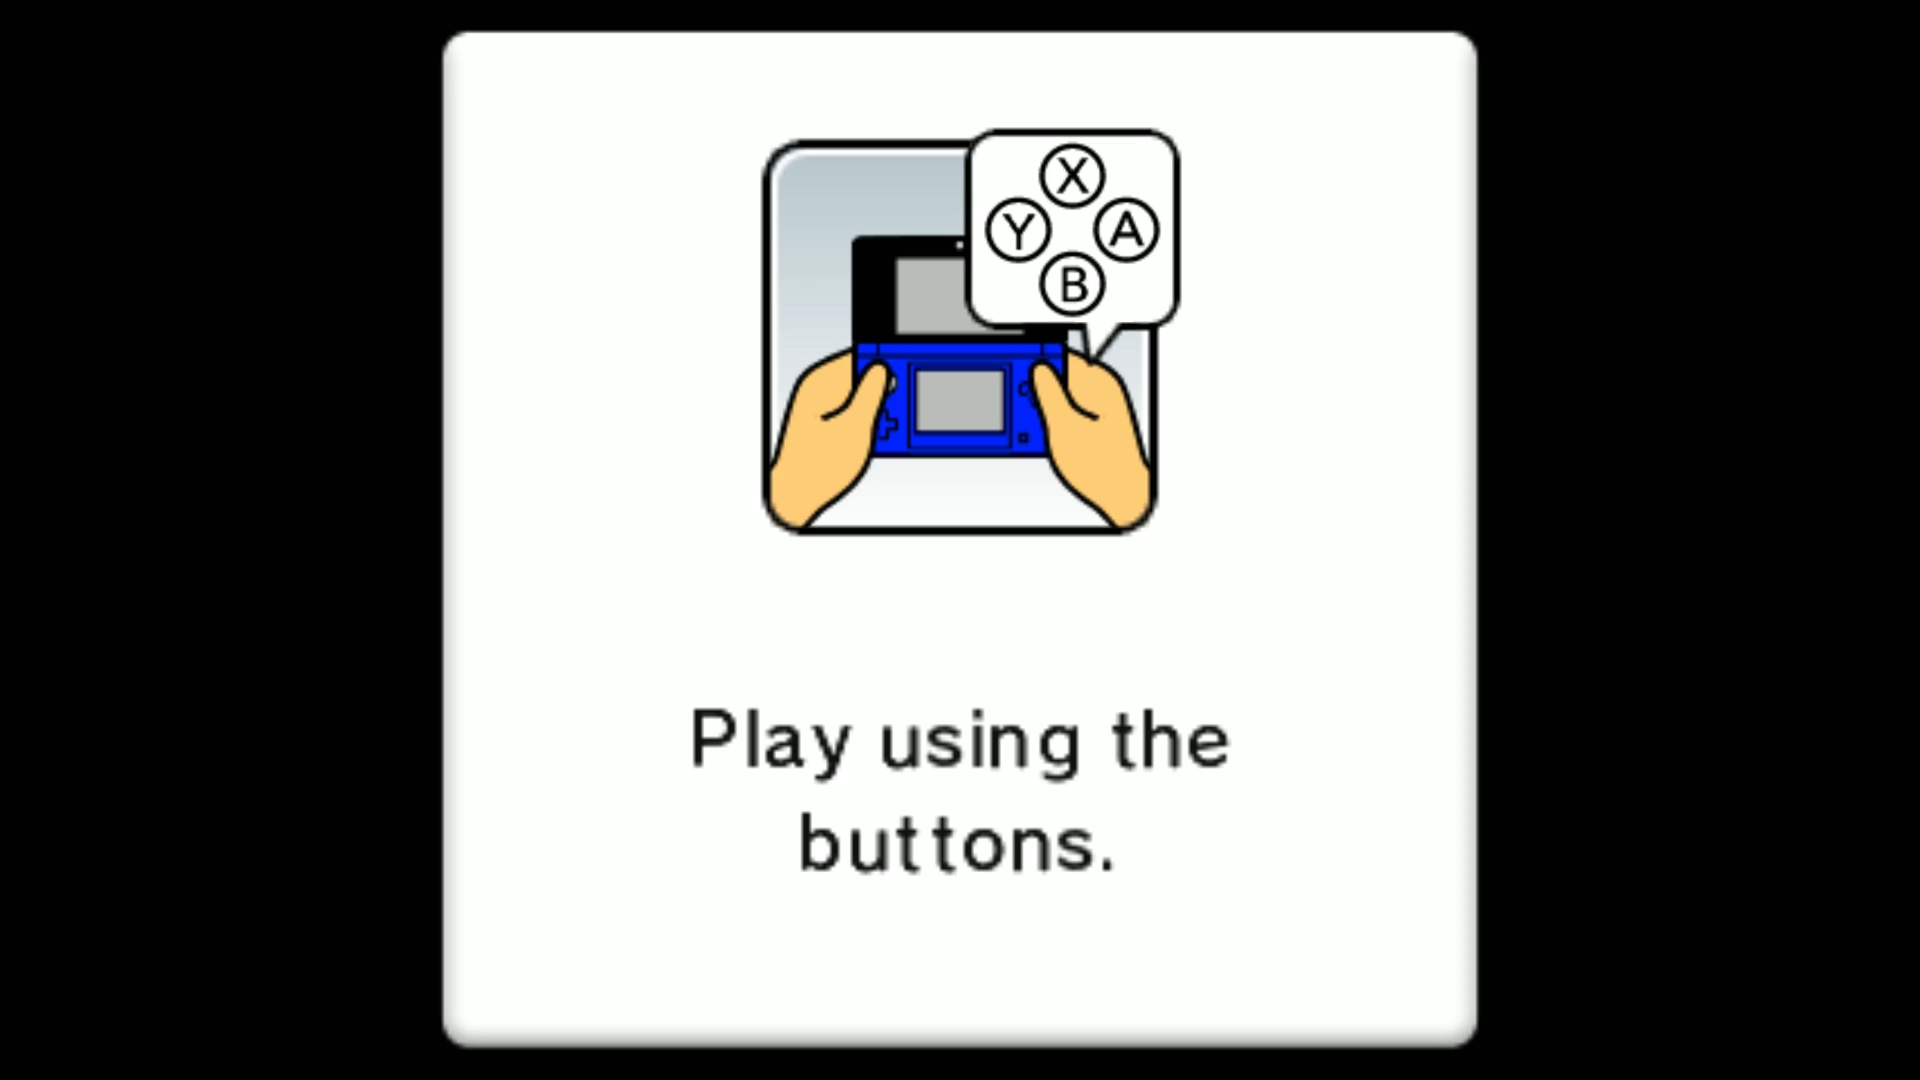 X
Y A
B
Play using the
buttons.